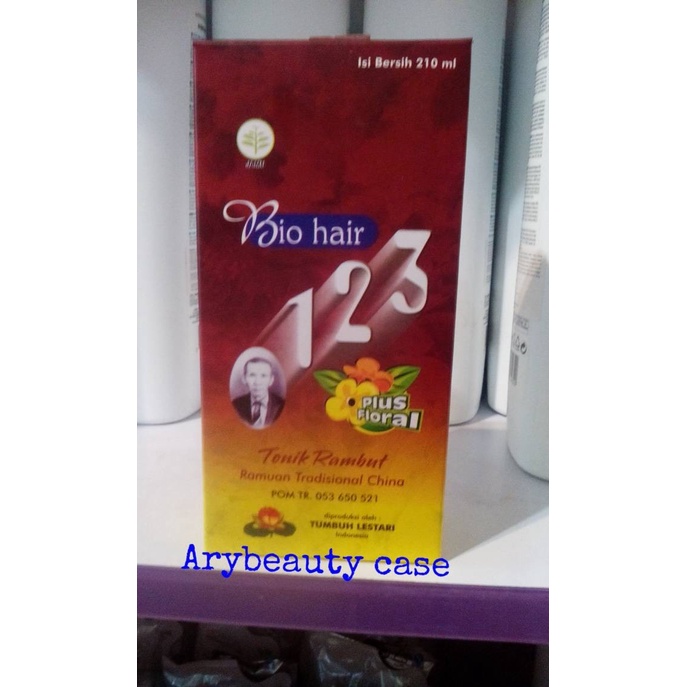 Isi Bersih 210 ml
JAMU
Bio hair
123
Plus
Floral
Tonik Rambut
Ramuan Tradisional China
POM TR. 053 650 521
diproduksi oleh :
TUMBUH LESTARI
Indonesia
Arybeauty case